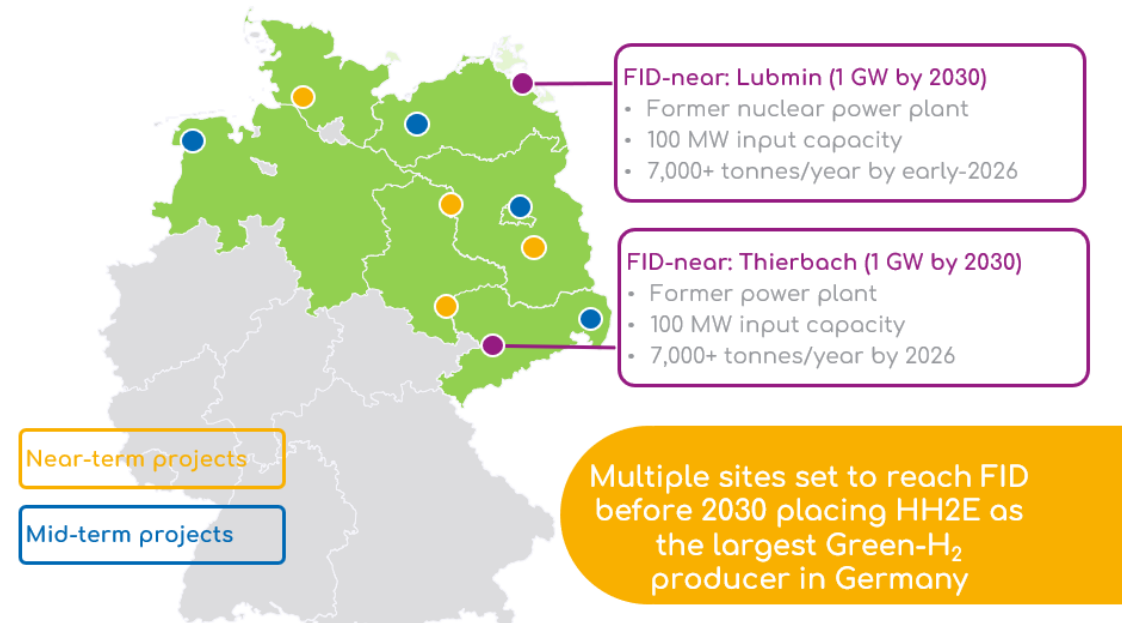 FID-near: Lubmin (1 GW by 2030)
• Former nuclear power plant
• 100 MW input capacity
• 7,000+ tonnes/year by early-2026
FID-near: Thierbach (1 GW by 2030)
• Former power plant
• 100 MW input capacity
• 7,000+ tonnes/year by 2026
Near-term projects
Mid-term projects
Multiple sites set to reach FID
before 2030 placing HH2E as
the largest Green-H₂
producer in Germany